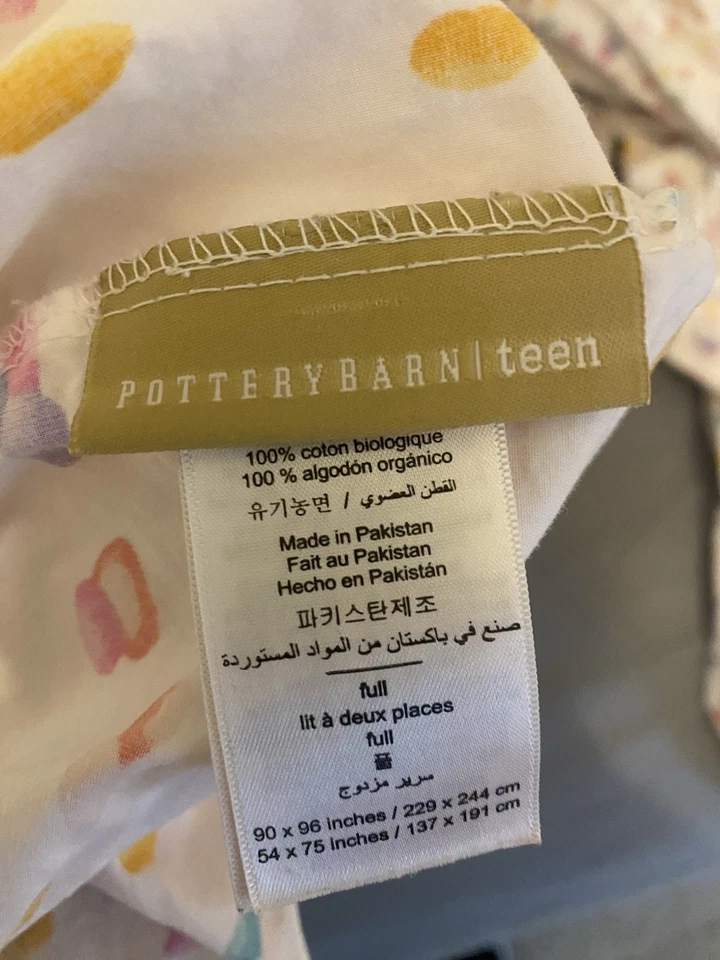 POTTERYBARN | teen
100% coton biologique
100 % algodón orgánico
유기농면 / القطن العضوي
Made in Pakistan
Fait au Pakistan
Hecho en Pakistán
파키스탄제조
صنع في باكستان من المواد المستوردة
full
lit à deux places
full
풀
سرير مزدوج
90 x 96 inches / 229 x 244 cm
54 x 75 inches / 137 x 191 cm